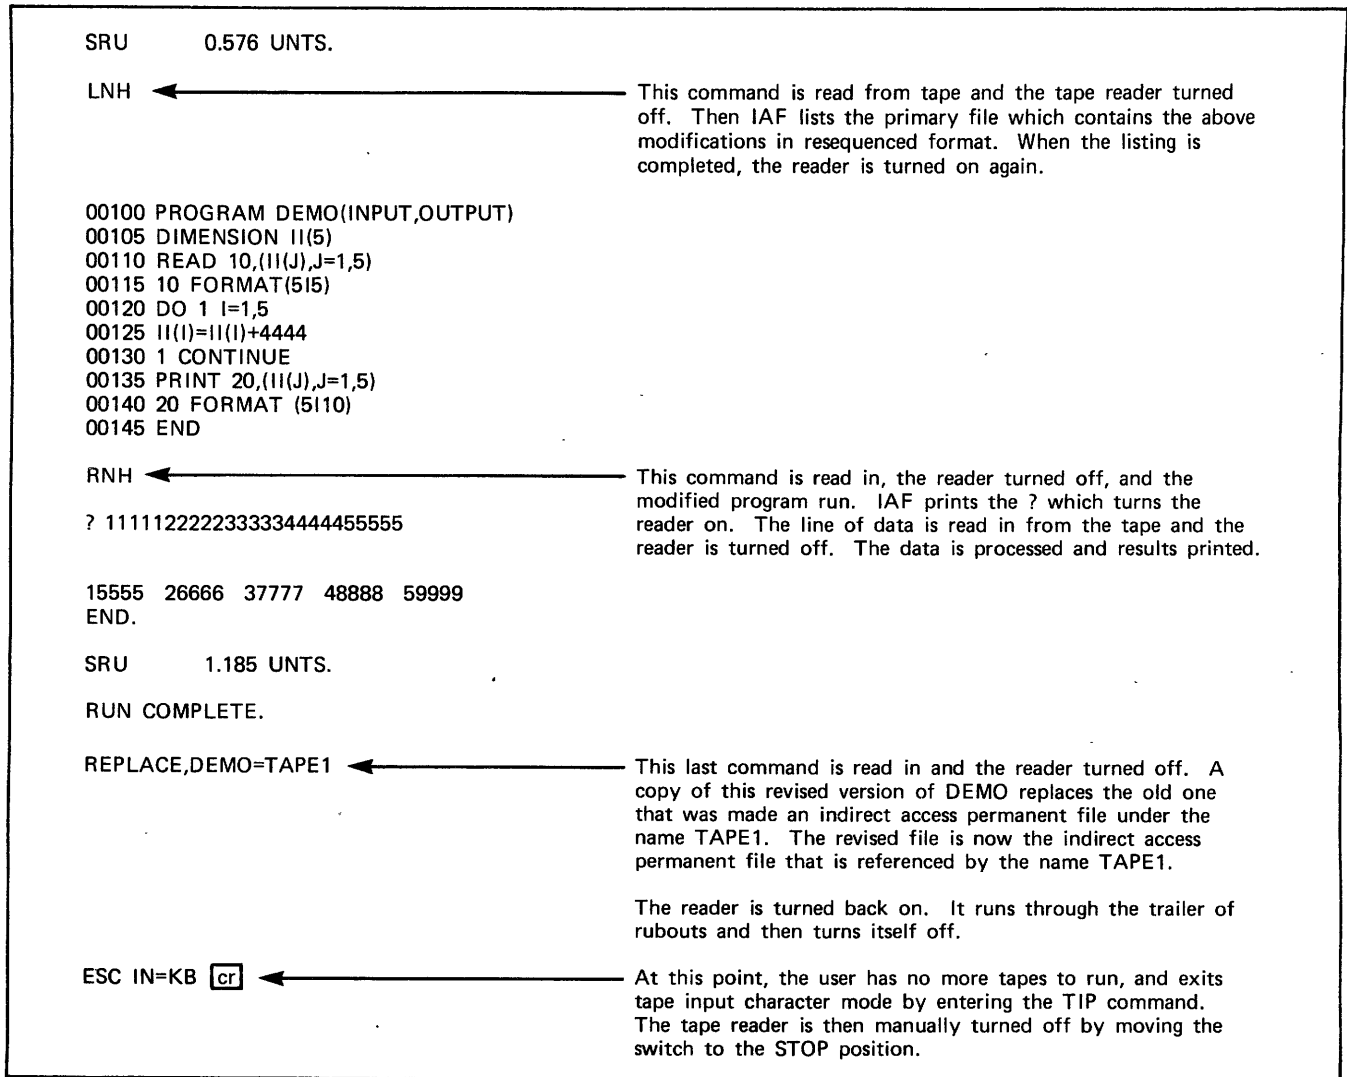 SRU 0.576 UNTS.
LNH
This command is read from tape and the tape reader turned
off. Then IAF lists the primary file which contains the above
modifications in resequenced format. When the listing is
completed, the reader is turned on again.
00100 PROGRAM DEMO(INPUT,OUTPUT)
00105 DIMENSION II(5)
00110 READ 10,(II(J),J=1,5)
00115 10 FORMAT(5I5)
00120 DO 1 I=1,5
00125 II(I)=II(I)+4444
00130 1 CONTINUE
00135 PRINT 20,(II(J),J=1,5)
00140 20 FORMAT (5I10)
00145 END
RNH
This command is read in, the reader turned off, and the
modified program run. IAF prints the ? which turns the
reader on. The line of data is read in from the tape and the
reader is turned off. The data is processed and results printed.
? 1111122222333334444455555
15555 26666 37777 48888 59999
END.
SRU 1.185 UNTS.
RUN COMPLETE.
REPLACE,DEMO=TAPE1
This last command is read in and the reader turned off. A
copy of this revised version of DEMO replaces the old one
that was made an indirect access permanent file under the
name TAPE1. The revised file is now the indirect access
permanent file that is referenced by the name TAPE1.
The reader is turned back on. It runs through the trailer of
rubouts and then turns itself off.
ESC IN=KB cr
At this point, the user has no more tapes to run, and exits
tape input character mode by entering the TIP command.
The tape reader is then manually turned off by moving the
switch to the STOP position.